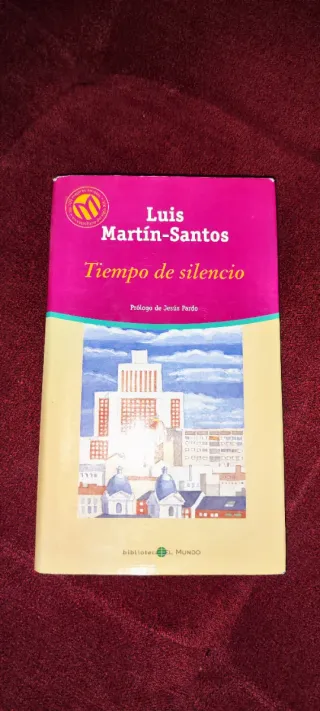 Luis
Martín-Santos
Tiempo de silencio
Prólogo de Jesús Pardo
biblioteca EL MUNDO